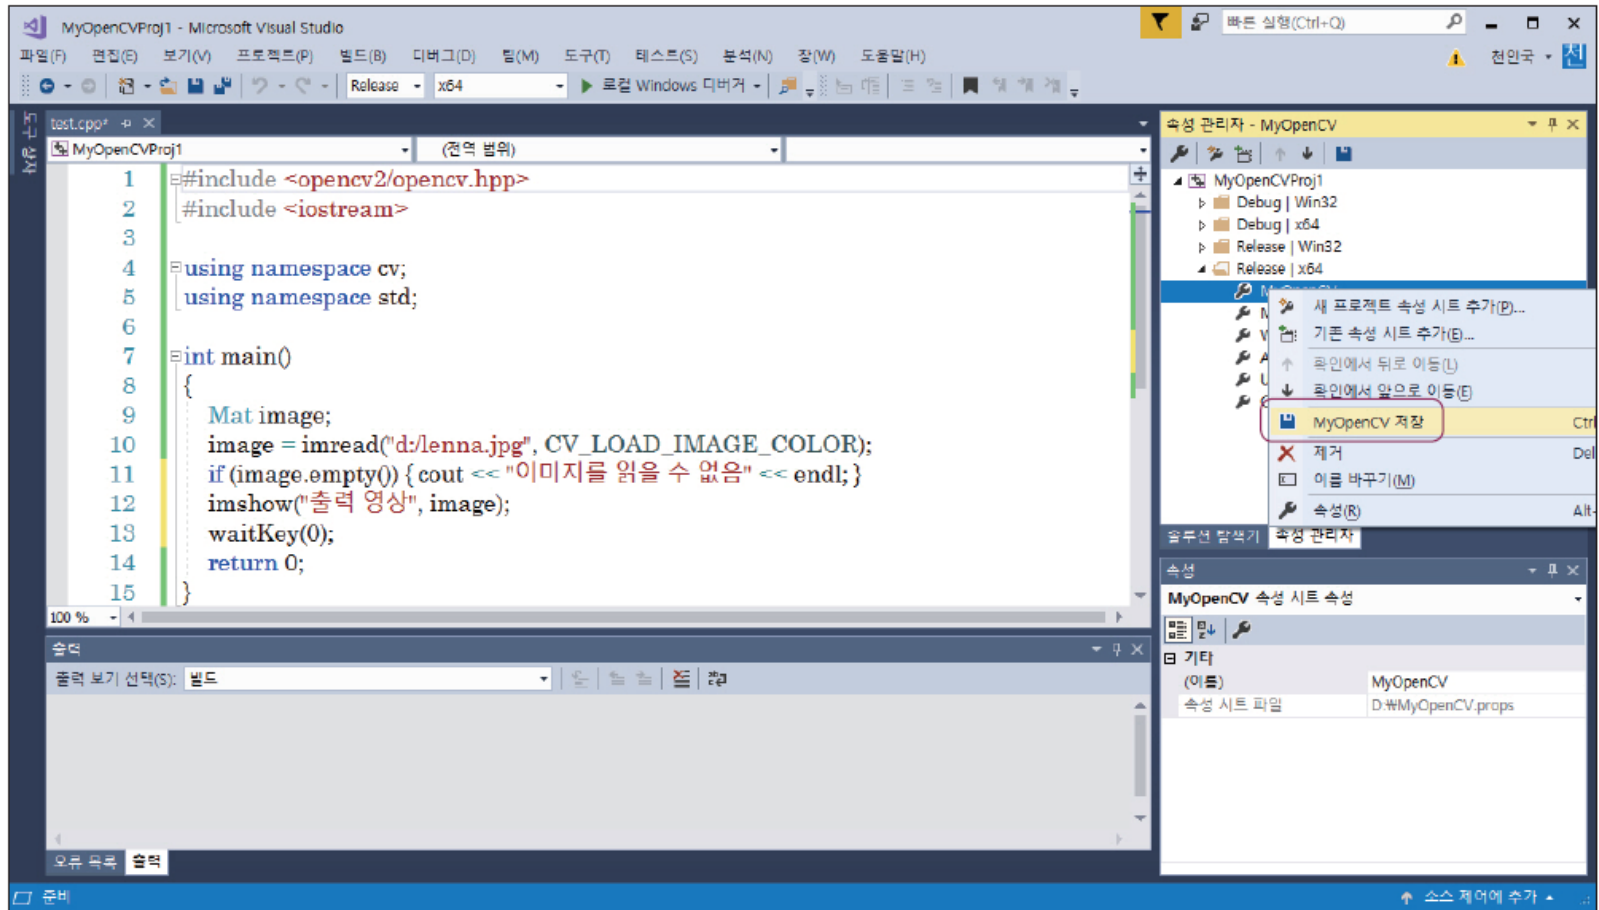 MyOpenCVProj1 - Microsoft Visual Studio
빠른 실행(Ctrl+Q)
파일(F) 편집(E) 보기(V) 프로젝트(P) 빌드(B) 디버그(D) 팀(M) 도구(T) 테스트(S) 분석(N) 창(W) 도움말(H)
천인국 천
Release x64 로컬 Windows 디버거
도구 상자
test.cpp*
MyOpenCVProj1 (전역 범위)
1 #include <opencv2/opencv.hpp>
2 #include <iostream>
3
4 using namespace cv;
5 using namespace std;
6
7 int main()
8 {
9 Mat image;
10 image = imread("d:/lenna.jpg", CV_LOAD_IMAGE_COLOR);
11 if (image.empty()) { cout << "이미지를 읽을 수 없음" << endl; }
12 imshow("출력 영상", image);
13 waitKey(0);
14 return 0;
15 }
100 %
출력
출력 보기 선택(S): 빌드
오류 목록 출력
준비
속성 관리자 - MyOpenCV
MyOpenCVProj1
Debug | Win32
Debug | x64
Release | Win32
Release | x64
새 프로젝트 속성 시트 추가(P)...
기존 속성 시트 추가(E)...
확인에서 뒤로 이동(L)
확인에서 앞으로 이동(E)
MyOpenCV 저장 Ctrl
제거 Del
이름 바꾸기(M)
속성(R) Alt-
솔루션 탐색기 속성 관리자
속성
MyOpenCV 속성 시트 속성
기타
(이름) MyOpenCV
속성 시트 파일 D:₩MyOpenCV.props
소스 제어에 추가